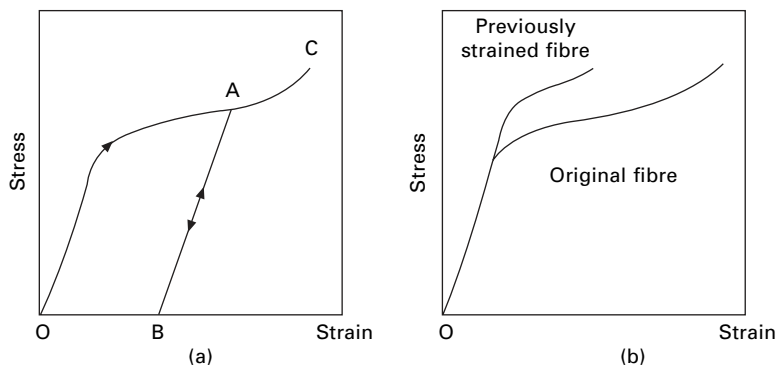 Stress
C
A
O
B
Strain
(a)
Previously
strained fibre
Stress
Original fibre
O
Strain
(b)